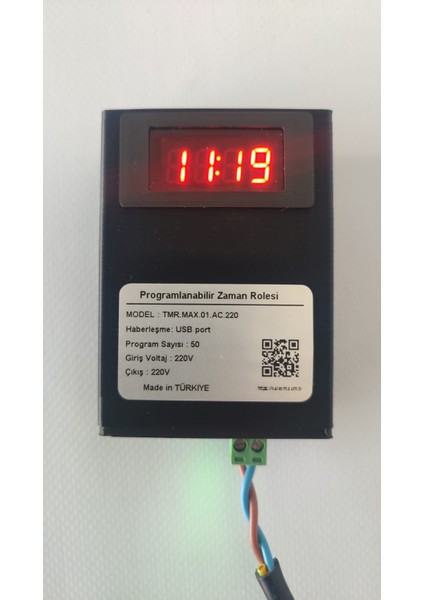 11:19
Programlanabilir Zaman Rolesi
MODEL : TMR.MAX.01.AC.220
Haberleşme: USB port
Program Sayısı : 50
Giriş Voltaj : 220V
Çıkış : 220V
Made in TÜRKIYE